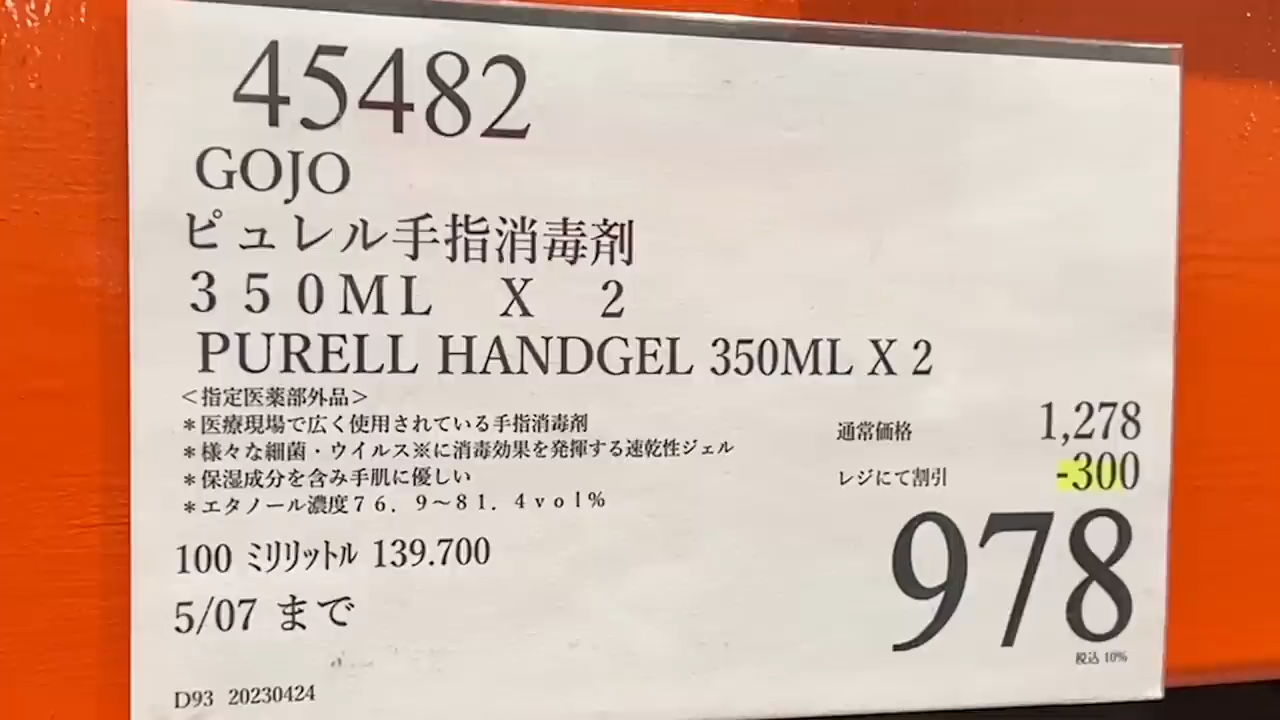 45482
GOJO
ピュレル手指消毒剤
３５０ＭＬ　Ｘ　２
PURELL HANDGEL 350ML X 2
＜指定医薬部外品＞
＊医療現場で広く使用されている手指消毒剤
＊様々な細菌・ウイルス※に消毒効果を発揮する速乾性ジェル
＊保湿成分を含み手肌に優しい
＊エタノール濃度７６．９～８１．４ｖｏｌ％
通常価格 1,278
レジにて割引 -300
978
税込 10%
100 ﾐﾘﾘｯﾄﾙ 139.700
5/07 まで
D93 20230424